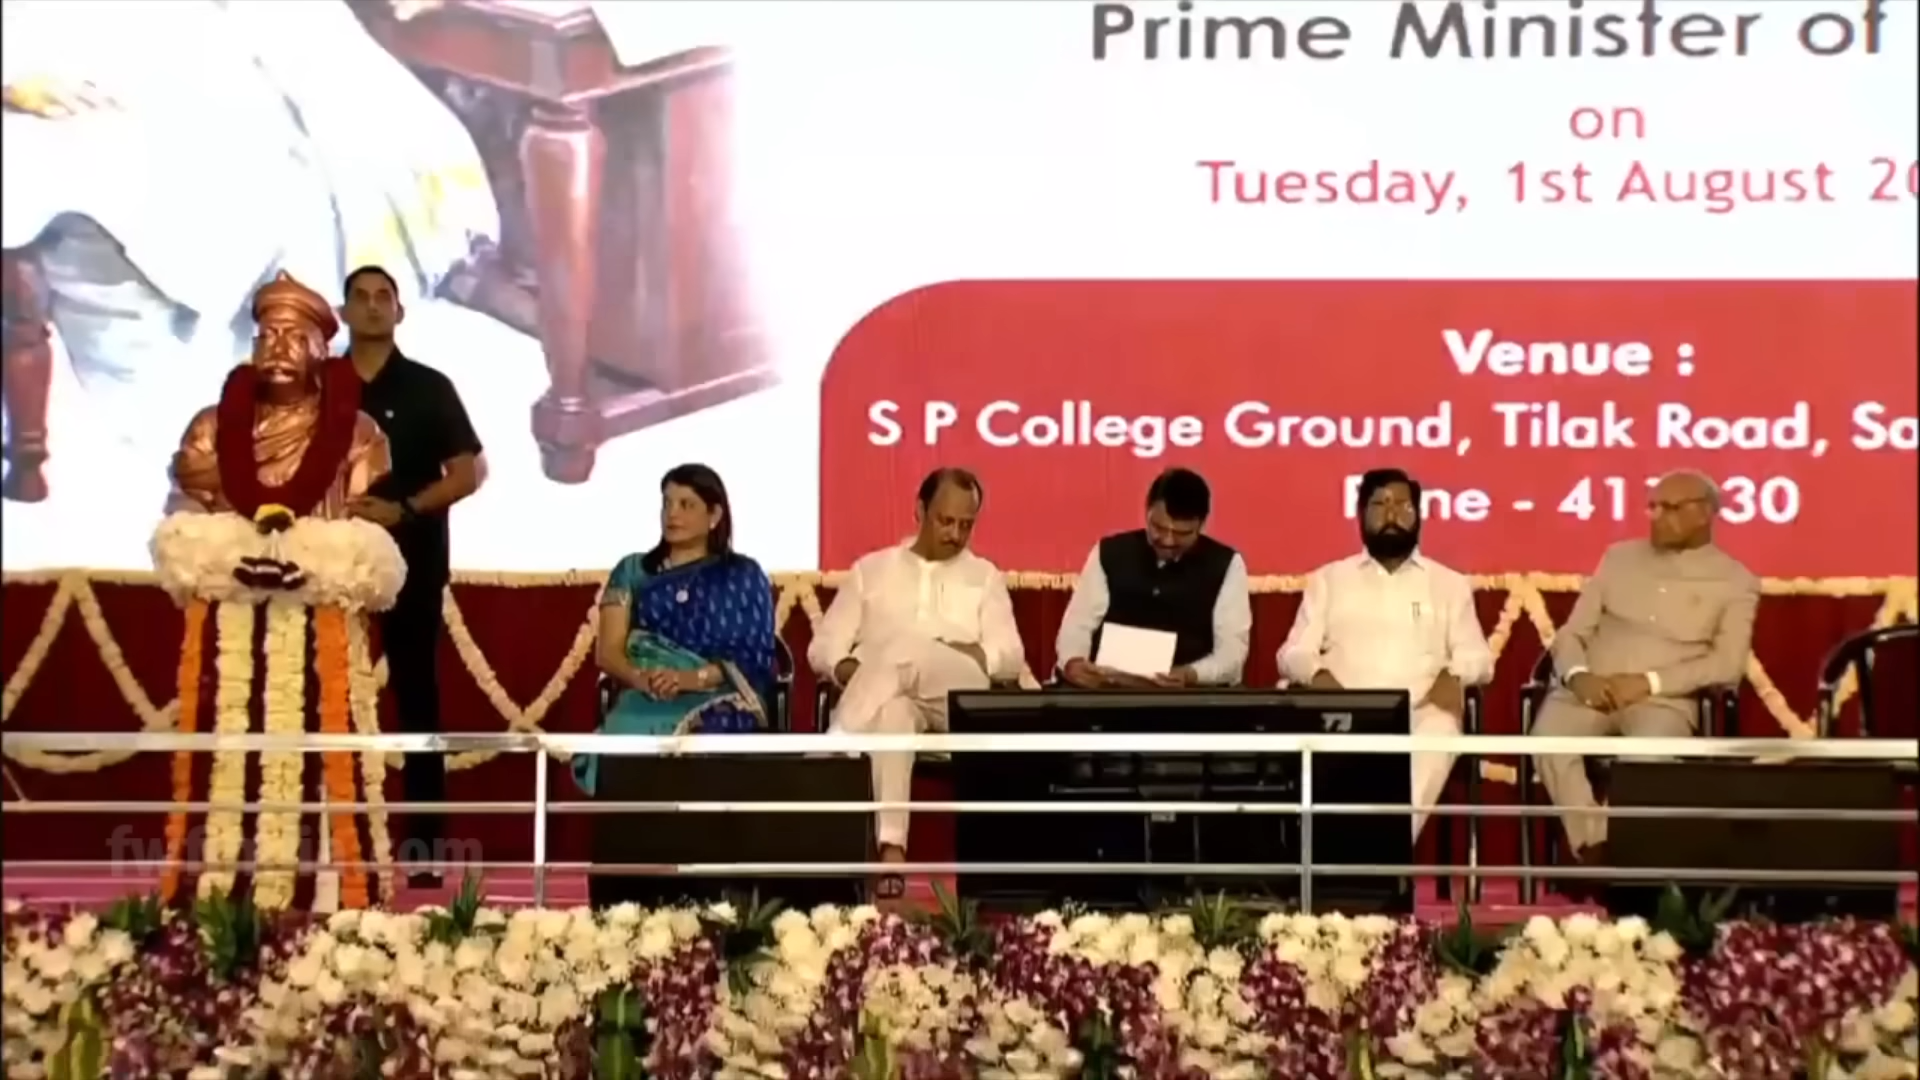 Prime Minister of
on
Tuesday, 1st August 20
Venue :
S P College Ground, Tilak Road, Sa
30